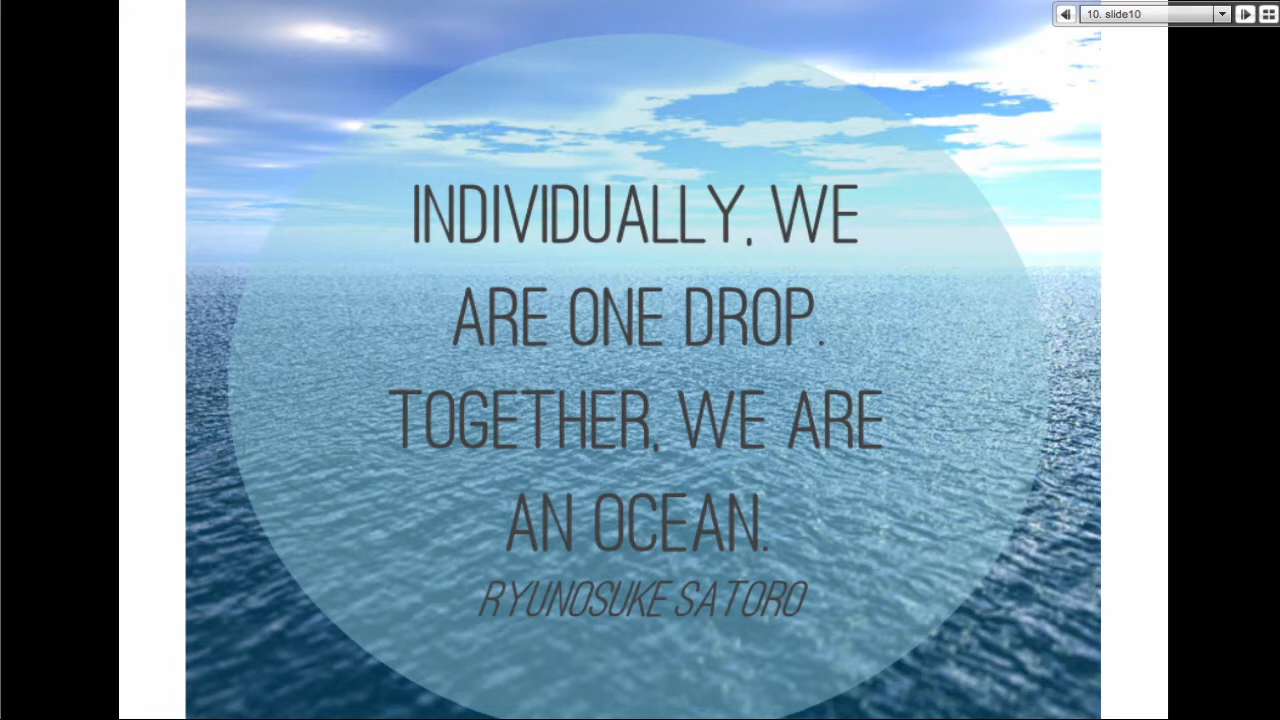 10. slide10
INDIVIDUALLY, WE
ARE ONE DROP.
TOGETHER, WE ARE
AN OCEAN.
RYUNOSUKE SATORO